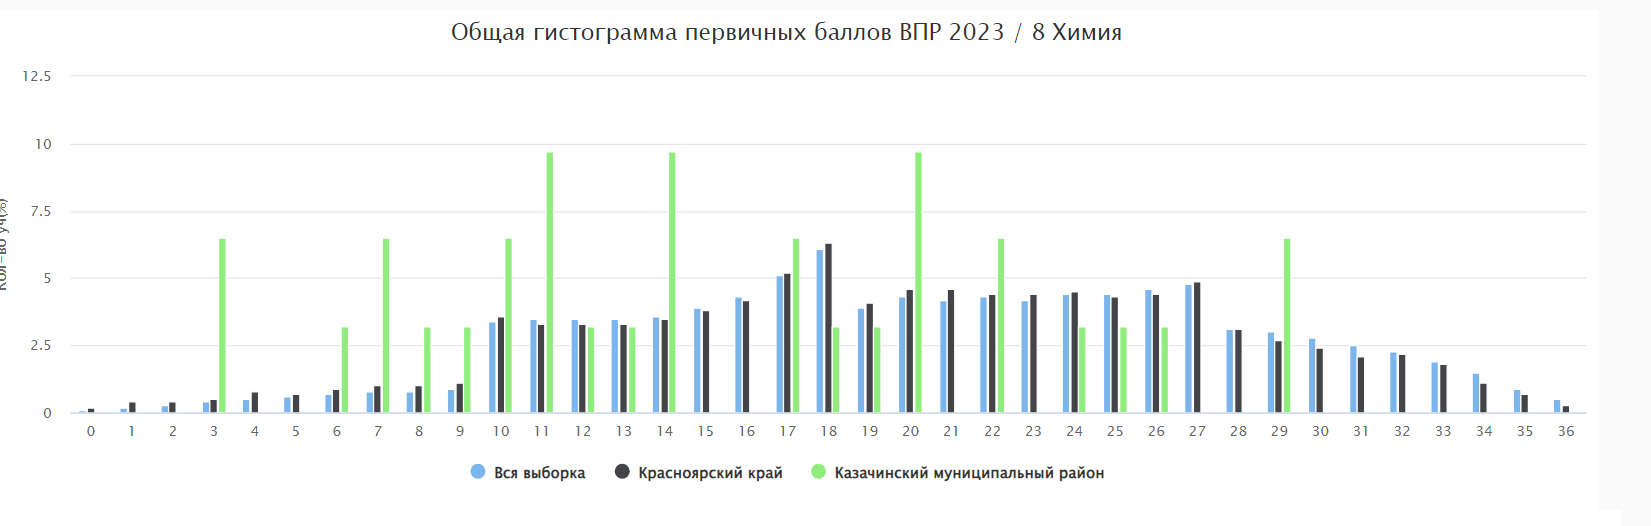 Общая гистограмма первичных баллов ВПР 2023 / 8 Химия
12.5
10
7.5
5
2.5
0
Кол-во уч(%)
0 1 2 3 4 5 6 7 8 9 10 11 12 13 14 15 16 17 18 19 20 21 22 23 24 25 26 27 28 29 30 31 32 33 34 35 36
Вся выборка Красноярский край Казачинский муниципальный район